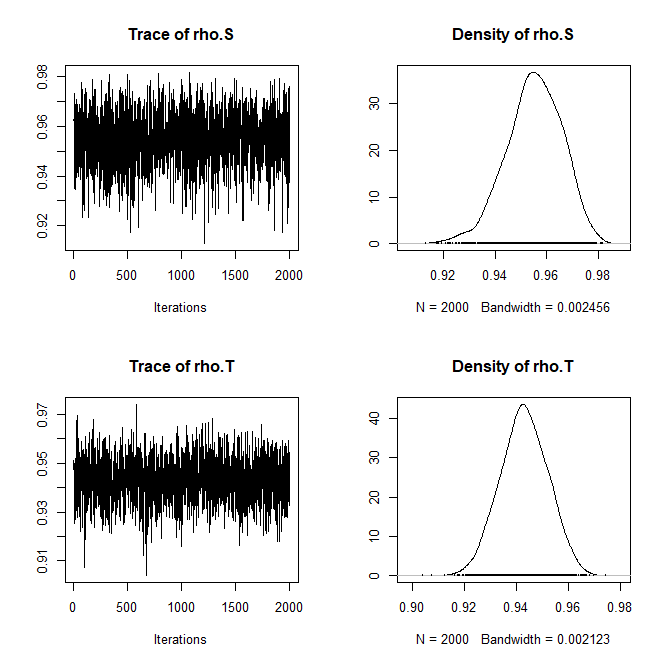 Trace of rho.S
0.98
0.96
0.94
0.92
0 500 1000 1500 2000
Iterations
Density of rho.S
30
20
10
0
0.92 0.94 0.96 0.98
N = 2000 Bandwidth = 0.002456
Trace of rho.T
0.97
0.95
0.93
0.91
0 500 1000 1500 2000
Iterations
Density of rho.T
40
30
20
10
0
0.90 0.92 0.94 0.96 0.98
N = 2000 Bandwidth = 0.002123